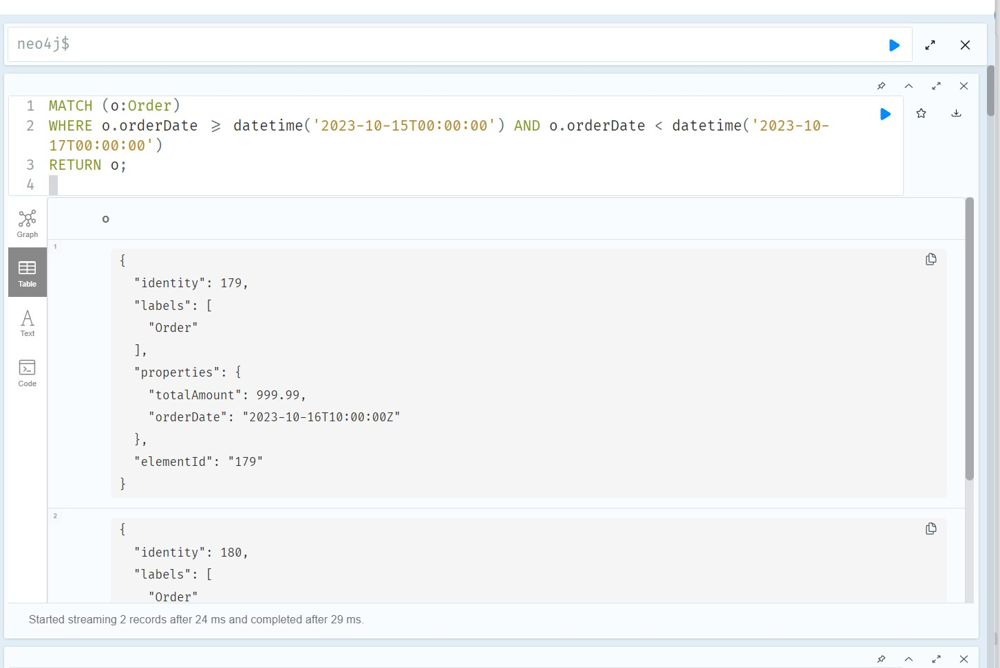 neo4j$
1 MATCH (o:Order)
2 WHERE o.orderDate ≥ datetime('2023-10-15T00:00:00') AND o.orderDate < datetime('2023-10-
17T00:00:00')
3 RETURN o;
4
Graph
Table
Text
Code
o
1
{
"identity": 179,
"labels": [
"Order"
],
"properties": {
"totalAmount": 999.99,
"orderDate": "2023-10-16T10:00:00Z"
},
"elementId": "179"
}
2
{
"identity": 180,
"labels": [
"Order"
Started streaming 2 records after 24 ms and completed after 29 ms.